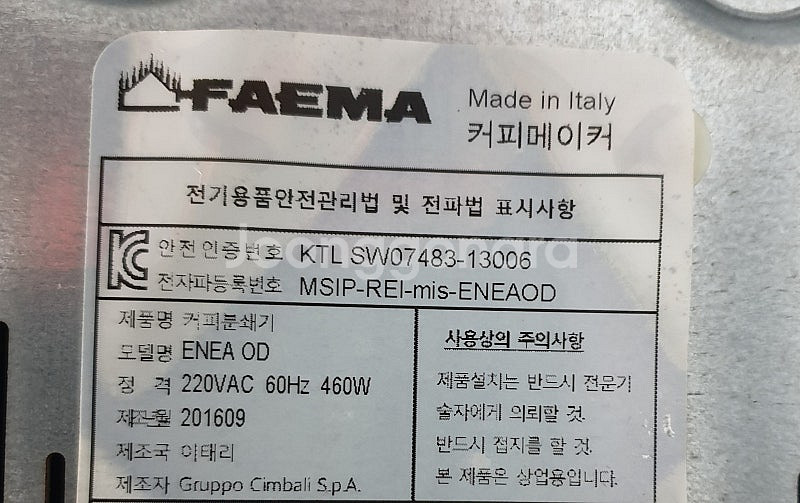 FAEMA
Made in Italy
커피메이커
전기용품안전관리법 및 전파법 표시사항
안전인증번호 KTL SW07483-13006
전자파등록번호 MSIP-REI-mis-ENEAOD
Joonggonara
제품명 커피분쇄기
모델명 ENEA OD
정 격 220VAC 60Hz 460W
제조년월 201609
제조국 이태리
제조자 Gruppo Cimbali S.p.A.
사용상의 주의사항
제품설치는 반드시 전문기
술자에게 의뢰할 것.
반드시 접지를 할 것.
본 제품은 상업용입니다.